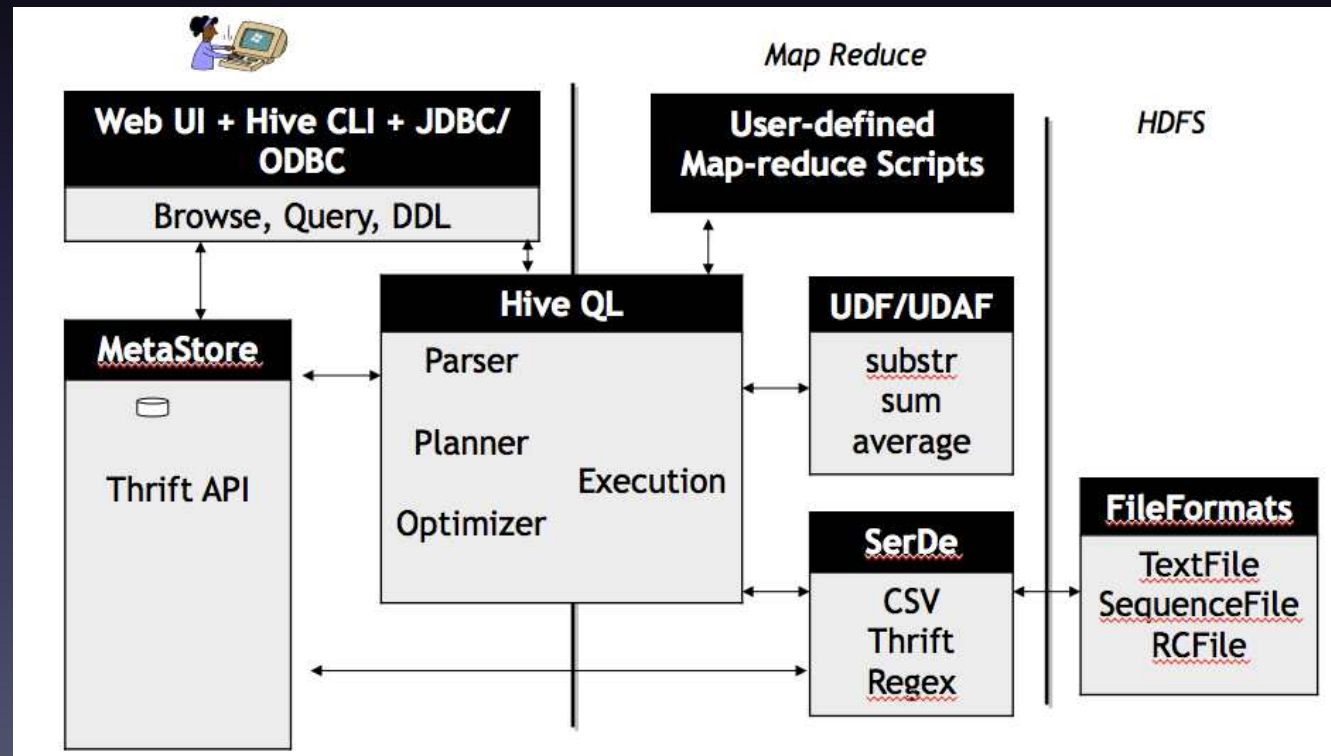 Map Reduce
HDFS
Web UI + Hive CLI + JDBC/
ODBC
Browse, Query, DDL
User-defined
Map-reduce Scripts
MetaStore
Thrift API
Hive QL
Parser
Planner
Execution
Optimizer
UDF/UDAF
substr
sum
average
SerDe
CSV
Thrift
Regex
FileFormats
TextFile
SequenceFile
RCFile